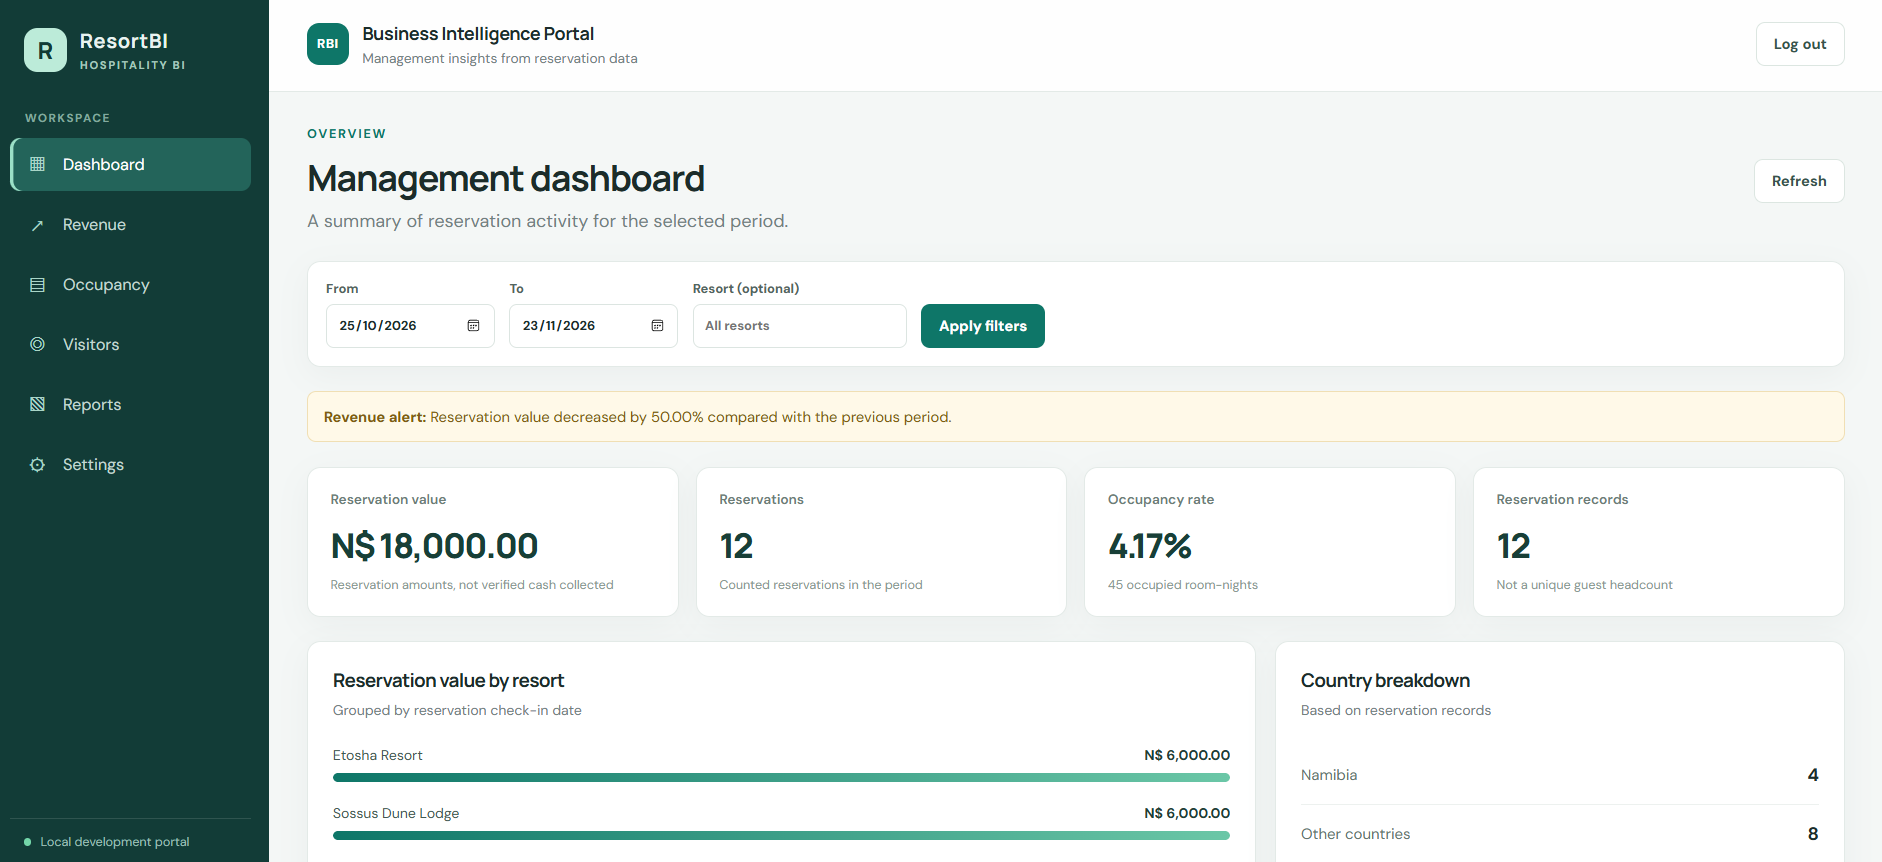 R
ResortBI
HOSPITALITY BI
WORKSPACE
Dashboard
Revenue
Occupancy
Visitors
Reports
Settings
Local development portal
RBI
Business Intelligence Portal
Management insights from reservation data
Log out
OVERVIEW
Management dashboard
A summary of reservation activity for the selected period.
Refresh
From
25/10/2026
To
23/11/2026
Resort (optional)
All resorts
Apply filters
Revenue alert: Reservation value decreased by 50.00% compared with the previous period.
Reservation value
N$ 18,000.00
Reservation amounts, not verified cash collected
Reservations
12
Counted reservations in the period
Occupancy rate
4.17%
45 occupied room-nights
Reservation records
12
Not a unique guest headcount
Reservation value by resort
Grouped by reservation check-in date
Etosha Resort N$ 6,000.00
Sossus Dune Lodge N$ 6,000.00
Country breakdown
Based on reservation records
Namibia 4
Other countries 8